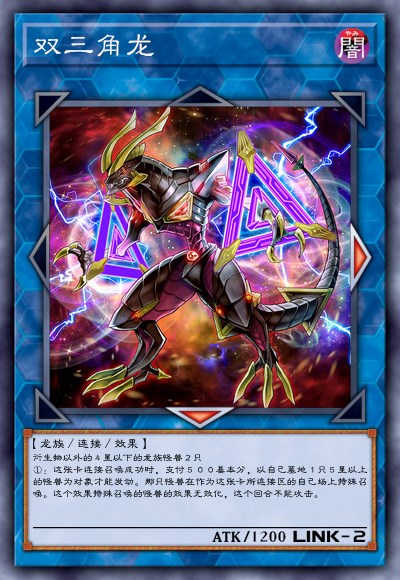 双三角龙
やみ
闇
【龙族／连接／效果】
衍生物以外的4星以下的龙族怪兽2只
①：这张卡连接召唤成功时，支付500基本分，以自己墓地1只5星以上
的怪兽为对象才能发动。那只怪兽在作为这张卡所连接区的自己场上特殊召
唤。这个效果特殊召唤的怪兽的效果无效化，这个回合不能攻击。
ATK/1200 LINK-2